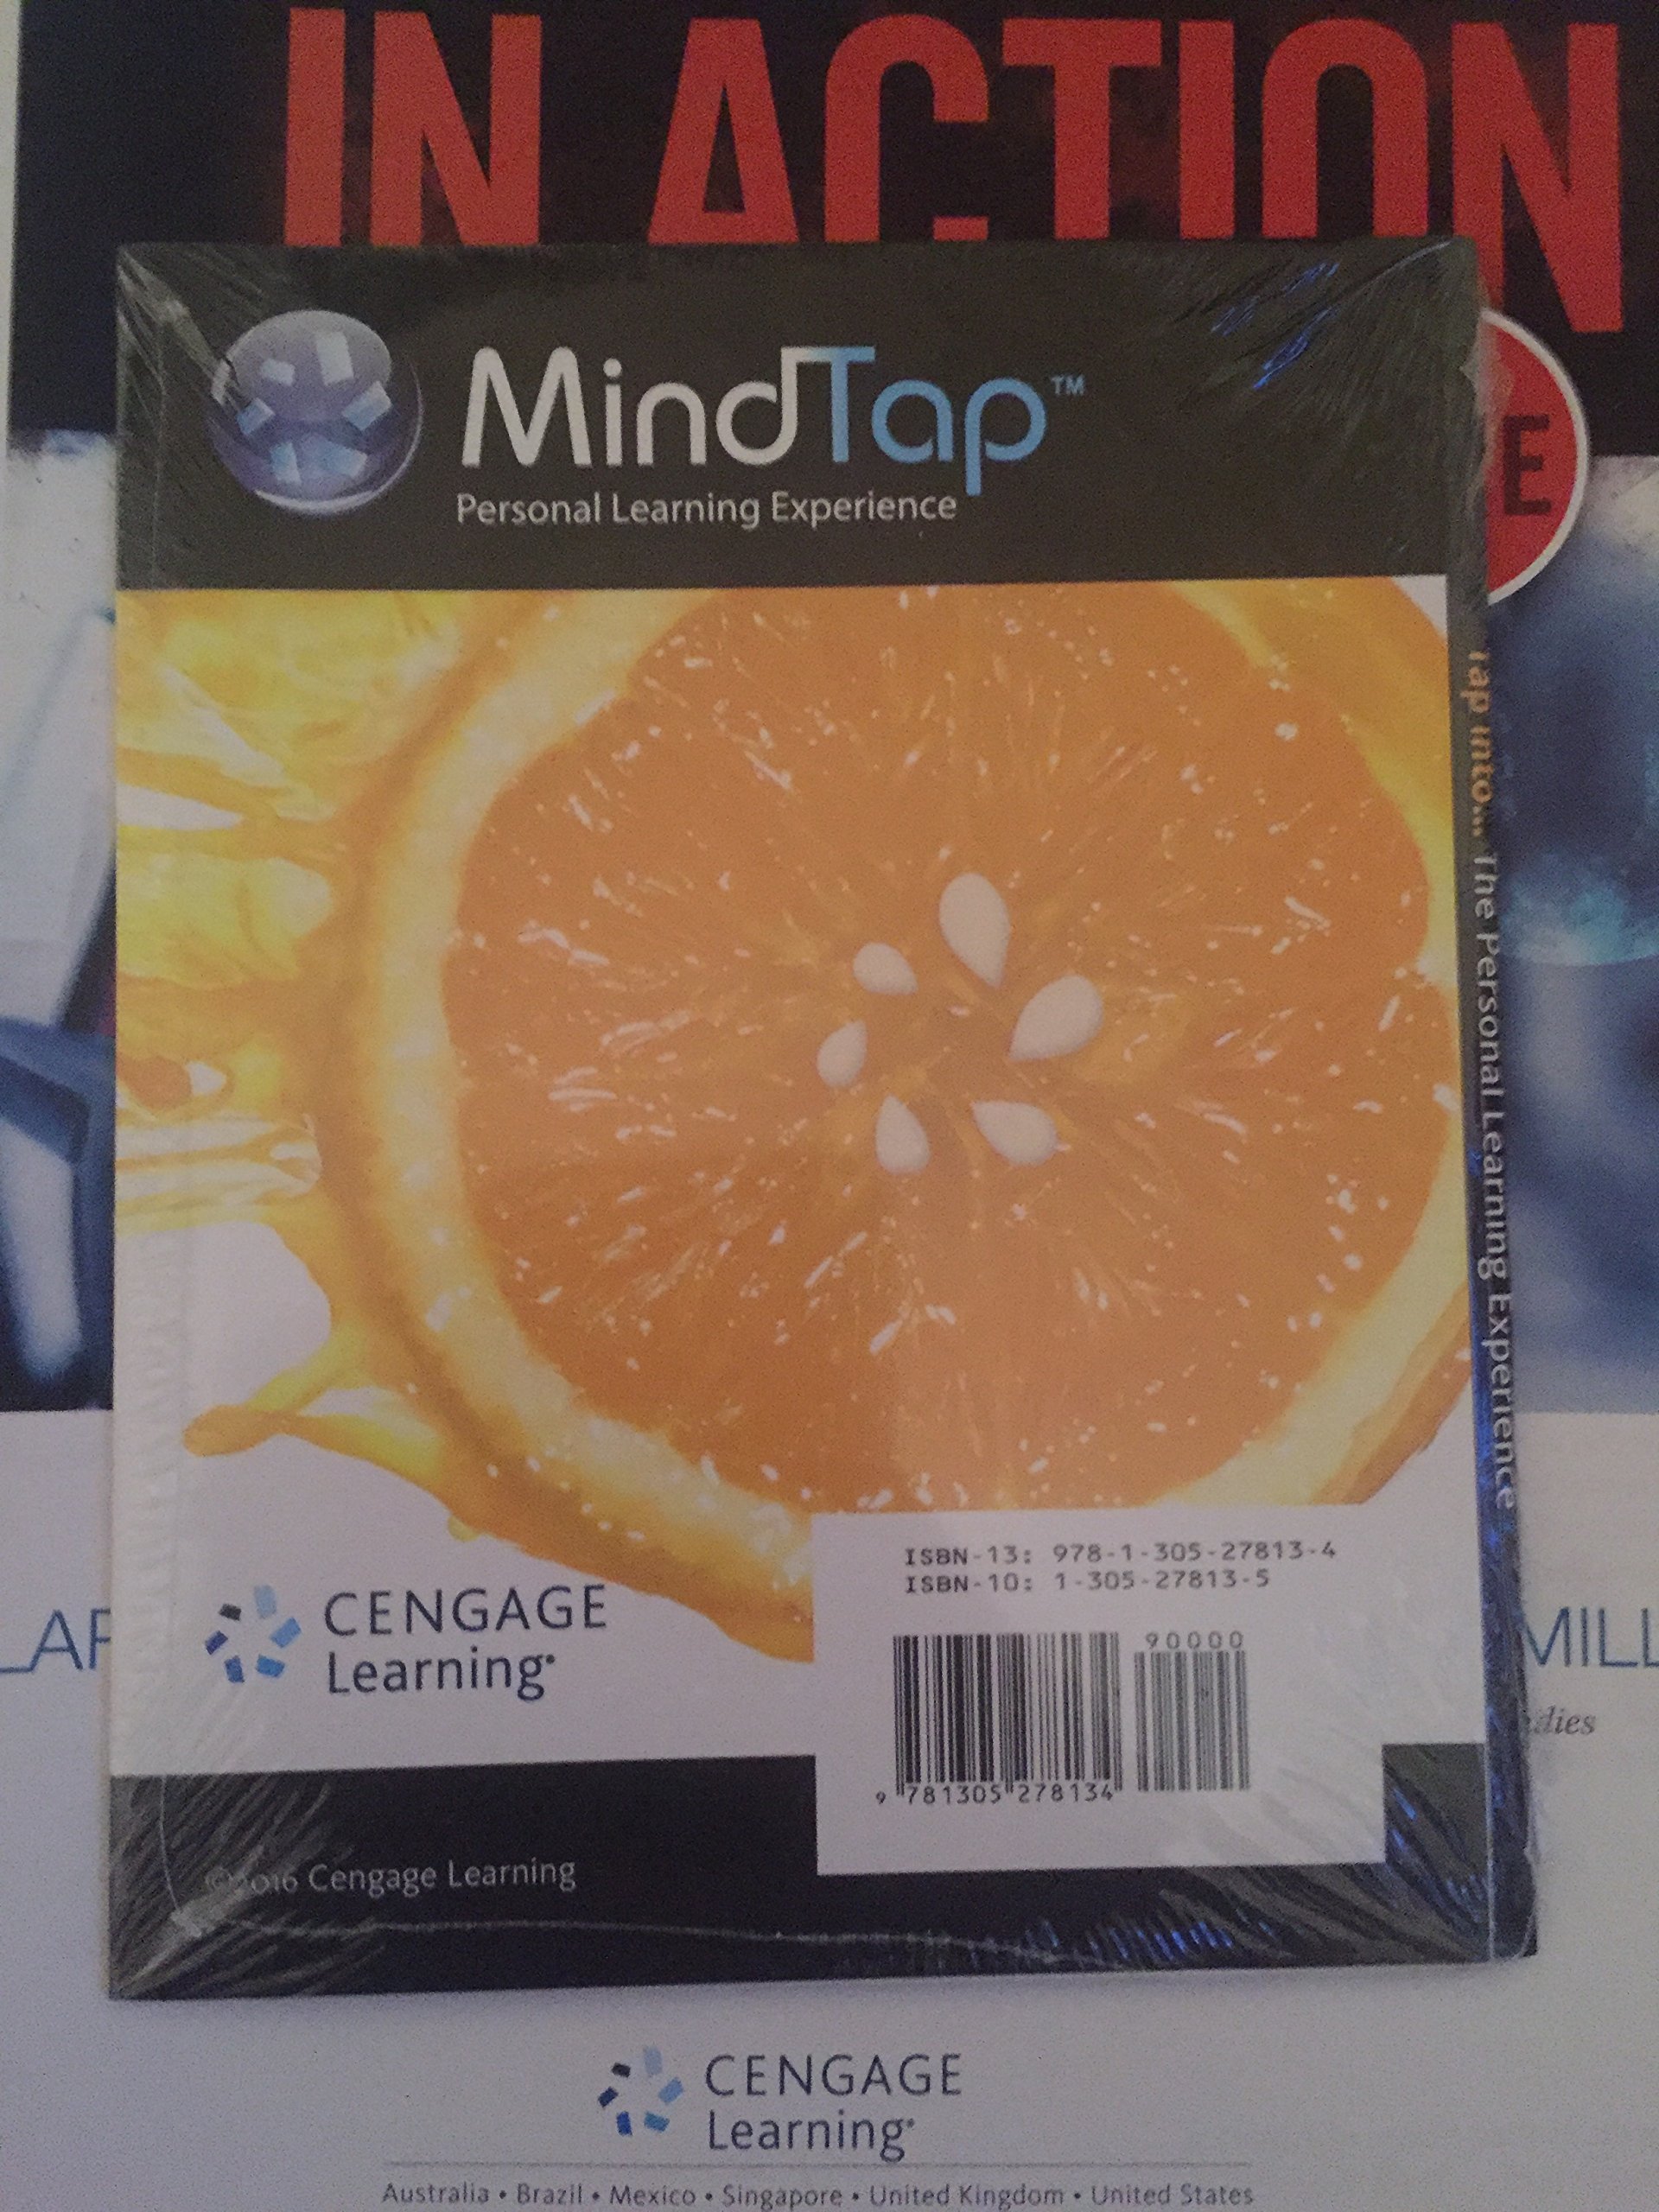 IN ACTION
E
MindTap™
Personal Learning Experience
Tap into... The Personal Learning Experience
ISBN-13: 978-1-305-27813-4
ISBN-10: 1-305-27813-5
CENGAGE
Learning®
90000
9 781305 278134
MILL
©2016 Cengage Learning
CENGAGE
Learning®
Australia • Brazil • Mexico • Singapore • United Kingdom • United States